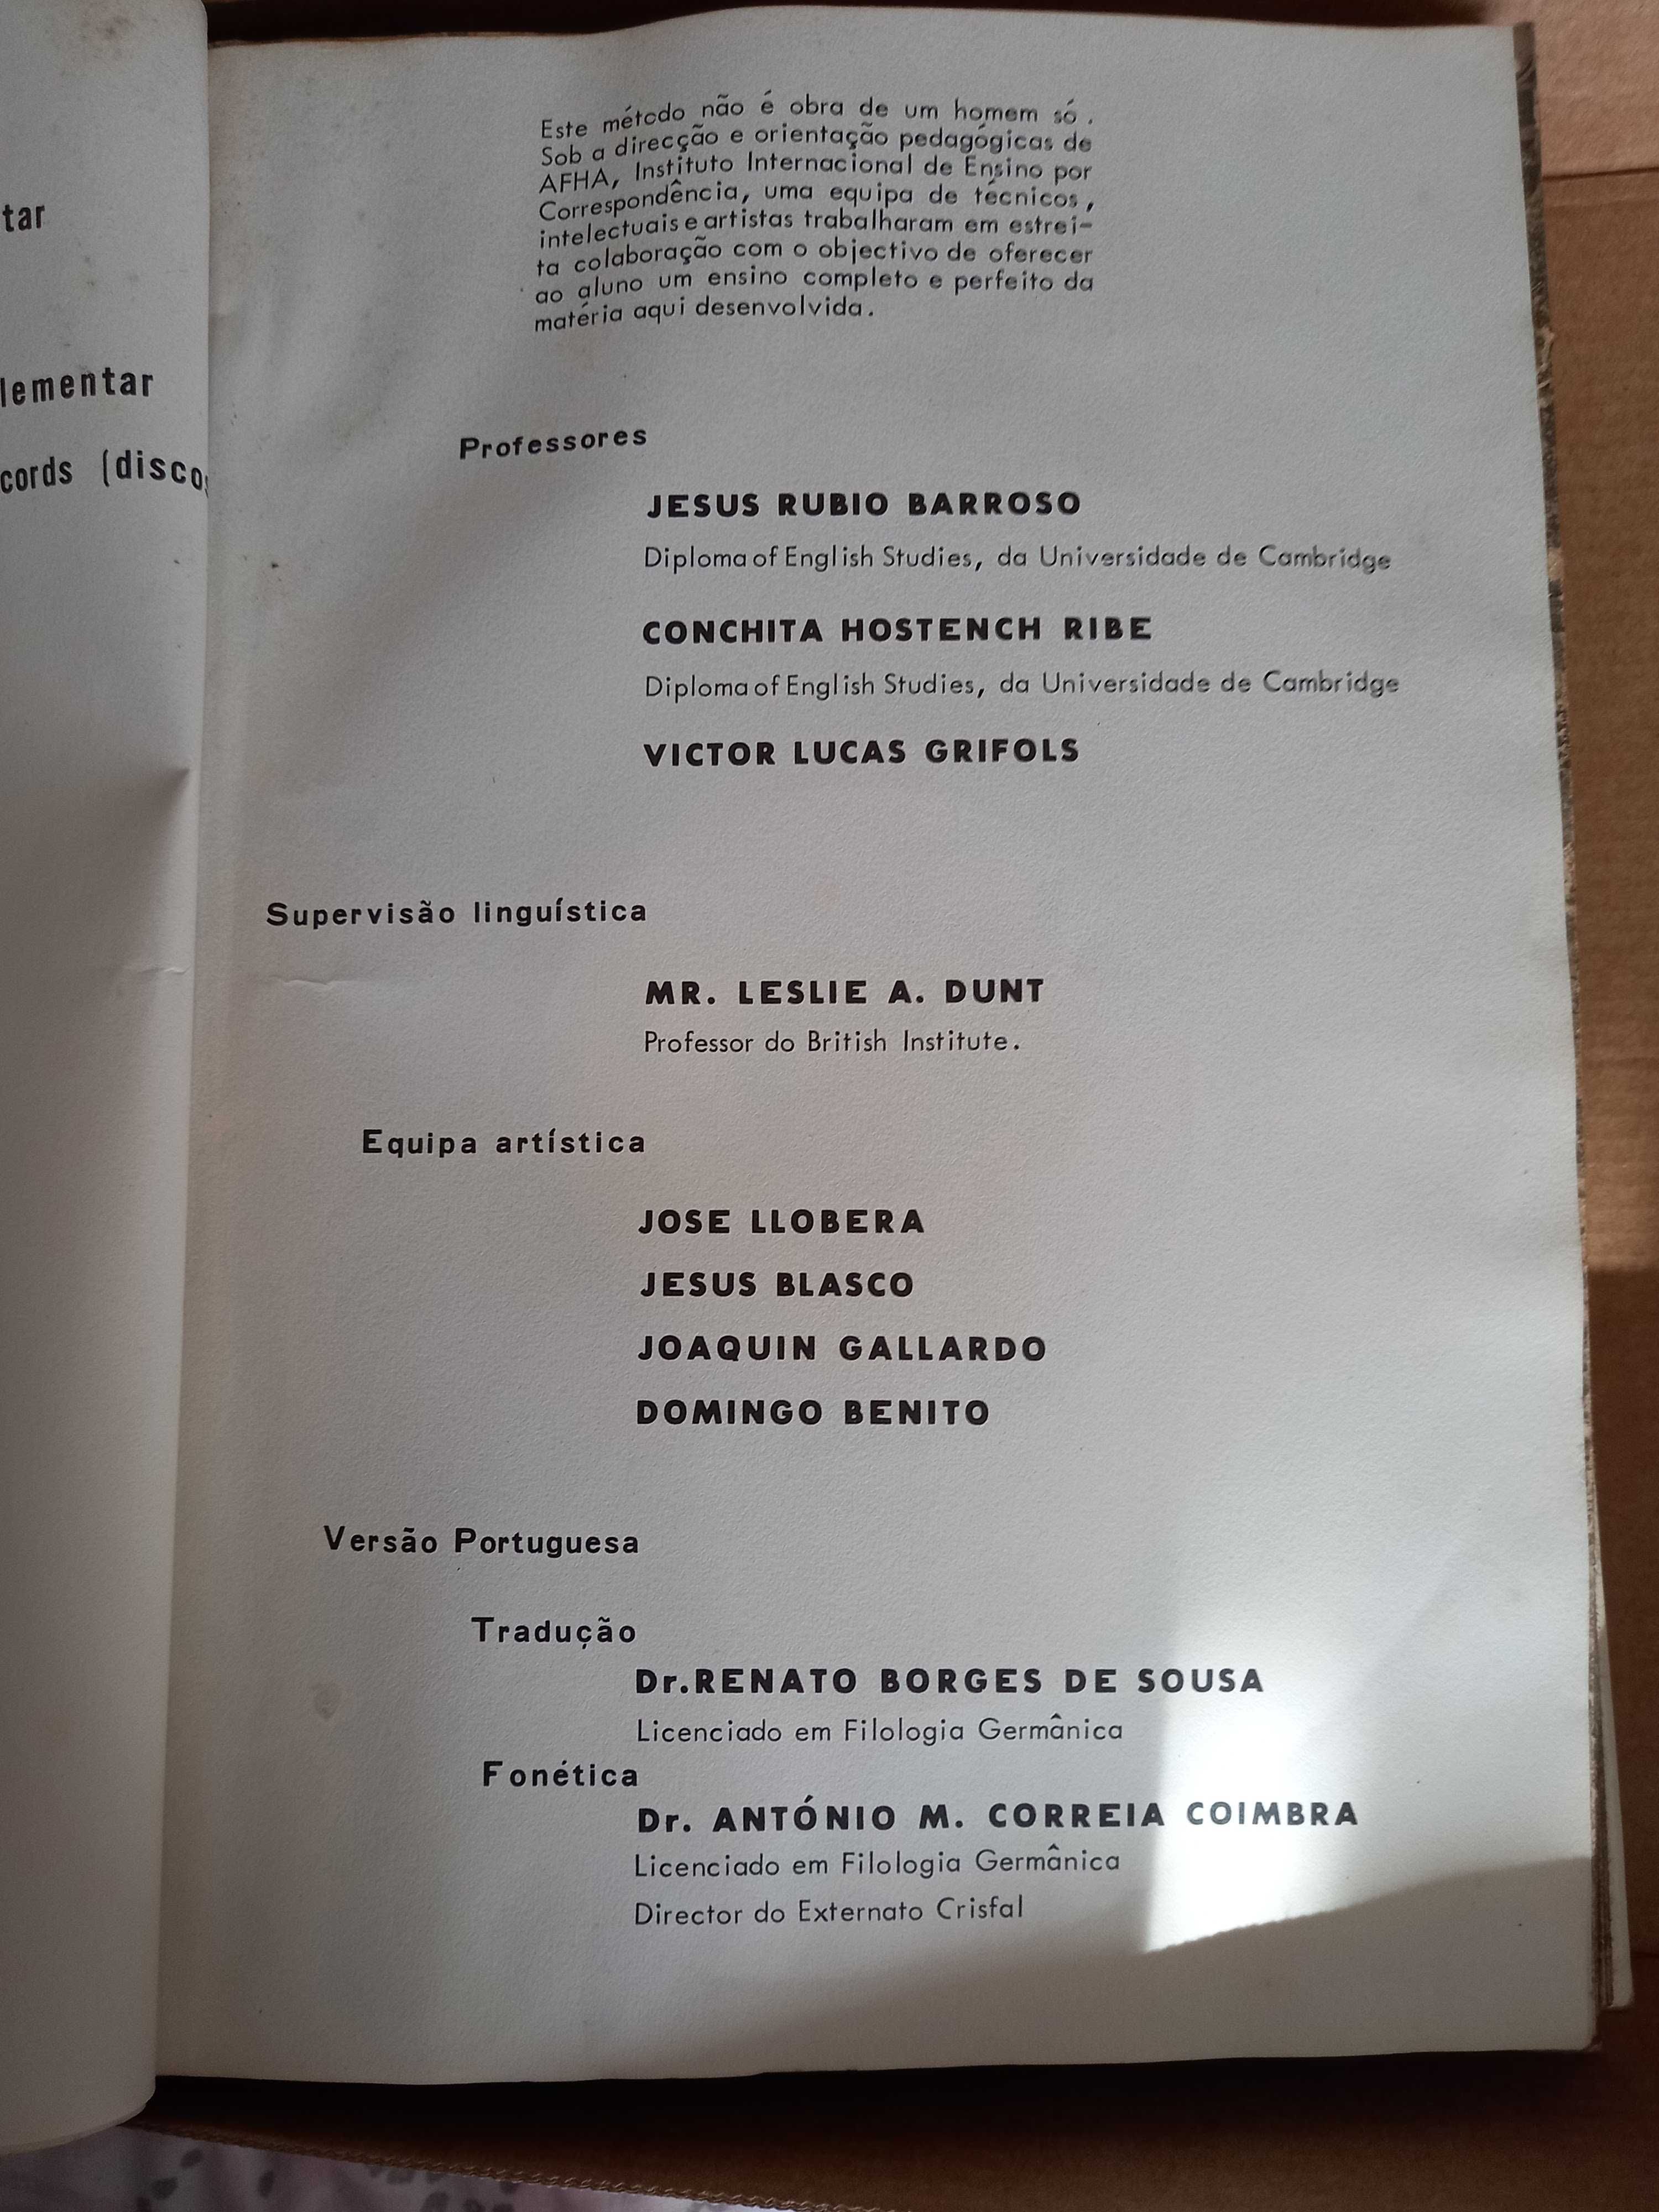 tar
lementar
cords (disco
Este método não é obra de um homem só.
Sob a direcção e orientação pedagógicas de
AFHA, Instituto Internacional de Ensino por
Correspondência, uma equipa de técnicos,
intelectuais e artistas trabalharam em estrei-
ta colaboração com o objectivo de oferecer
ao aluno um ensino completo e perfeito da
matéria aqui desenvolvida.
Professores
JESUS RUBIO BARROSO
Diploma of English Studies, da Universidade de Cambridge
CONCHITA HOSTENCH RIBE
Diploma of English Studies, da Universidade de Cambridge
VICTOR LUCAS GRIFOLS
Supervisão linguística
MR. LESLIE A. DUNT
Professor do British Institute.
Equipa artística
JOSE LLOBERA
JESUS BLASCO
JOAQUIN GALLARDO
DOMINGO BENITO
Versão Portuguesa
Tradução
Dr.RENATO BORGES DE SOUSA
Licenciado em Filologia Germânica
Fonética
Dr. ANTÓNIO M. CORREIA COIMBRA
Licenciado em Filologia Germânica
Director do Externato Crisfal